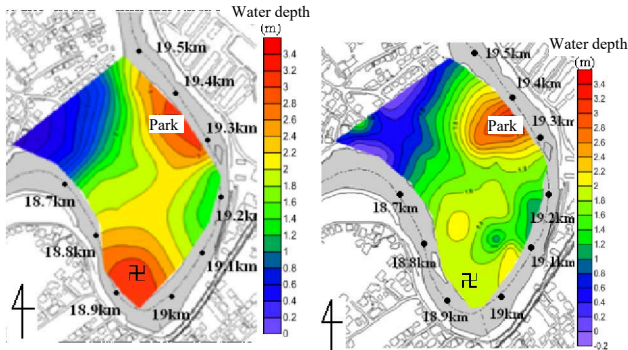 Water depth
(m)
19.5km
19.4km
Park
19.3km
18.7km
19.2k
18.8km
19.1km
卍
18.9km
19km
3.4
3.2
3
2.8
2.6
2.4
2.2
2
1.8
1.6
1.4
1.2
1
0.8
0.6
0.4
0.2
0
Water depth
(m)
19.5km
19.4km
Park
19.3km
18.7km
19.2km
18.8km
19.1km
卍
18.9km
19km
3.4
3.2
3
2.8
2.6
2.4
2.2
2
1.8
1.6
1.4
1.2
1
0.8
0.6
0.4
0.2
0
-0.2